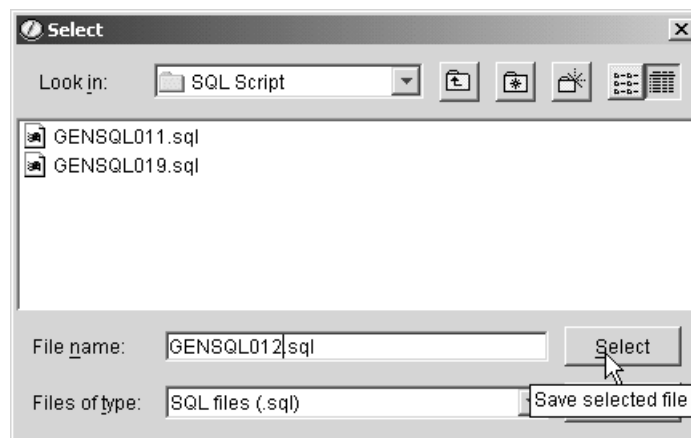 Select
Look in: SQL Script
GENSQL011.sql
GENSQL019.sql
File name: GENSQL012.sql Select
Files of type: SQL files (.sql) Save selected file